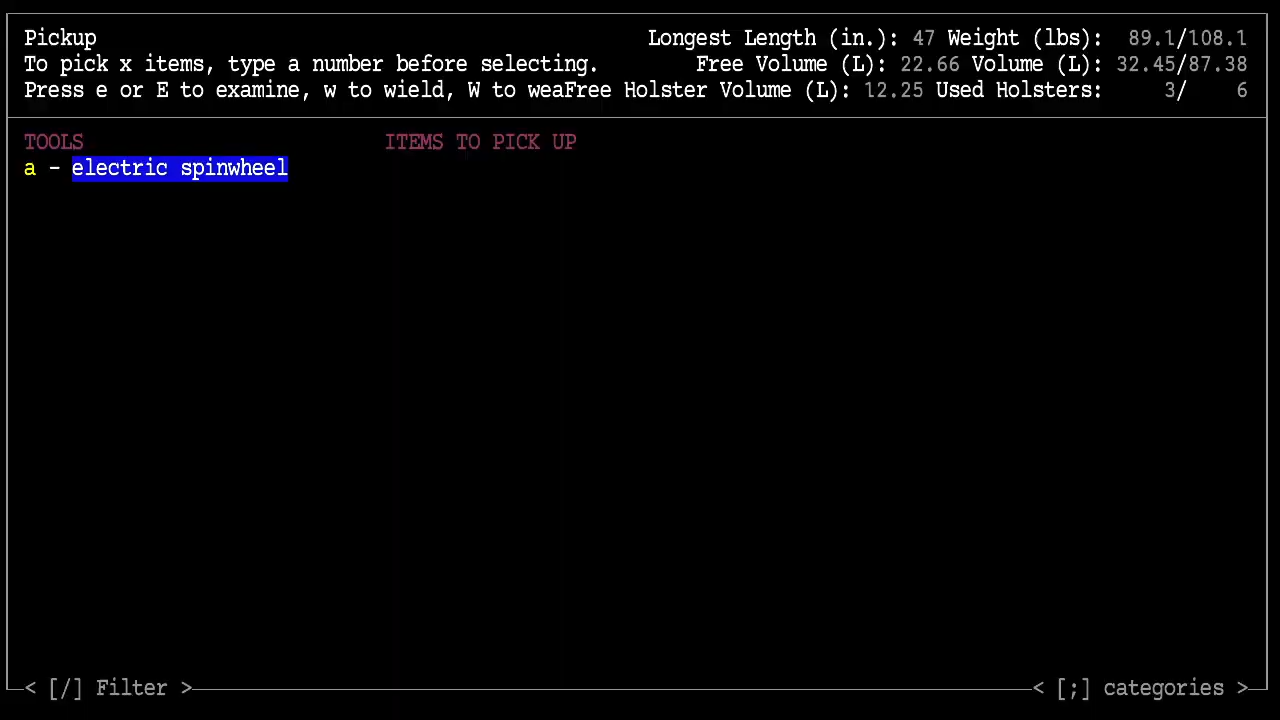 Pickup Longest Length (in.): 47 Weight (lbs): 89.1/108.1
To pick x items, type a number before selecting. Free Volume (L): 22.66 Volume (L): 32.45/87.38
Press e or E to examine, w to wield, W to weaFree Holster Volume (L): 12.25 Used Holsters: 3/ 6
TOOLS ITEMS TO PICK UP
a - electric spinwheel
< [/] Filter > < [;] categories >